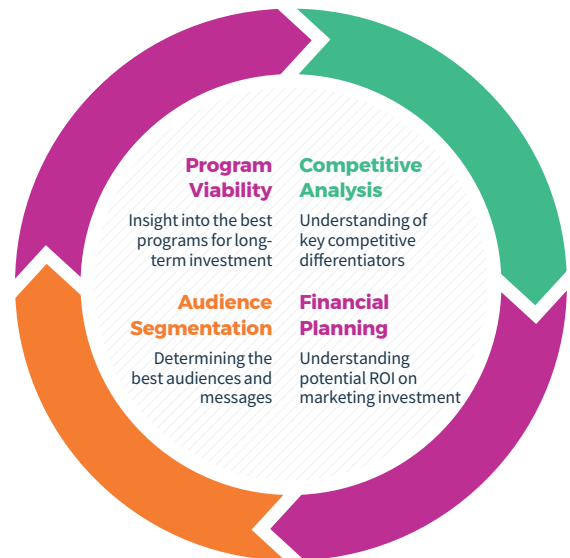 Program
Viability
Insight into the best
programs for long-
term investment
Competitive
Analysis
Understanding of
key competitive
differentiators
Audience
Segmentation
Determining the
best audiences and
messages
Financial
Planning
Understanding
potential ROI on
marketing investment